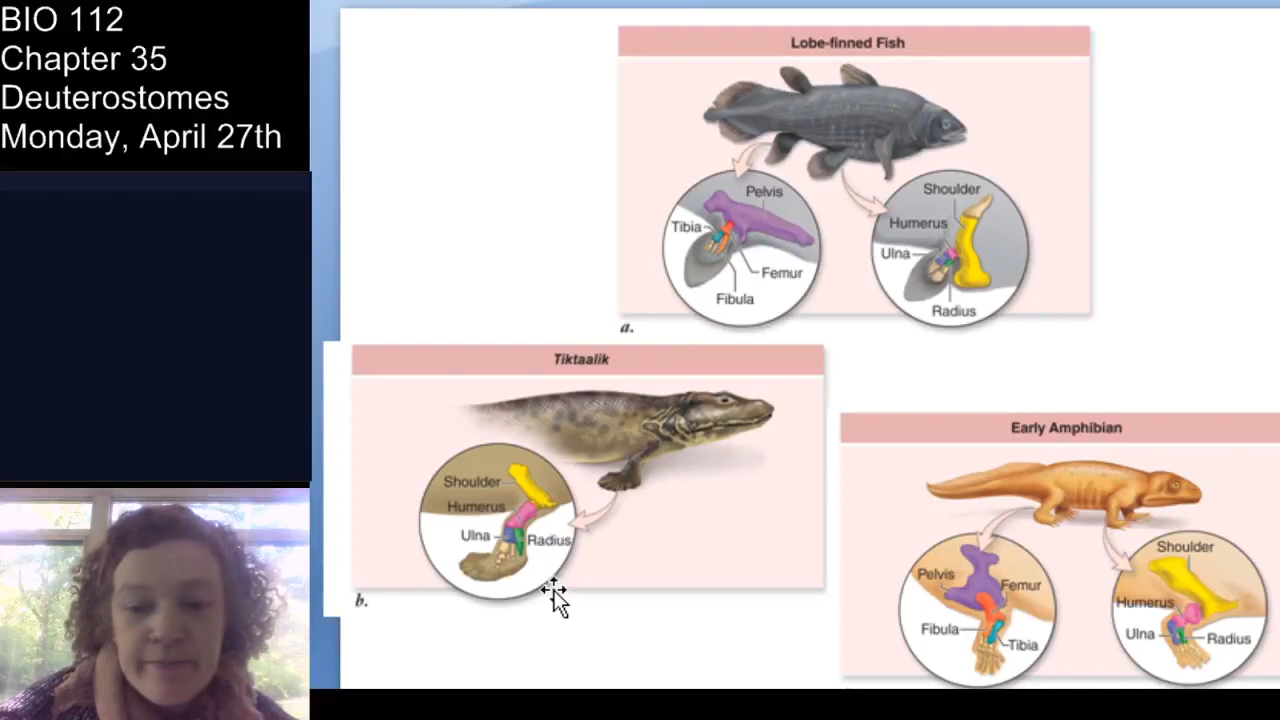 BIO 112
Chapter 35
Deuterostomes
Monday, April 27th
Lobe-finned Fish
Pelvis
Tibia
Femur
Fibula
Shoulder
Humerus
Ulna
Radius
a.
Tiktaalik
Shoulder
Humerus
Ulna
Radius
b.
Early Amphibian
Pelvis
Femur
Fibula
Tibia
Shoulder
Humerus
Ulna
Radius